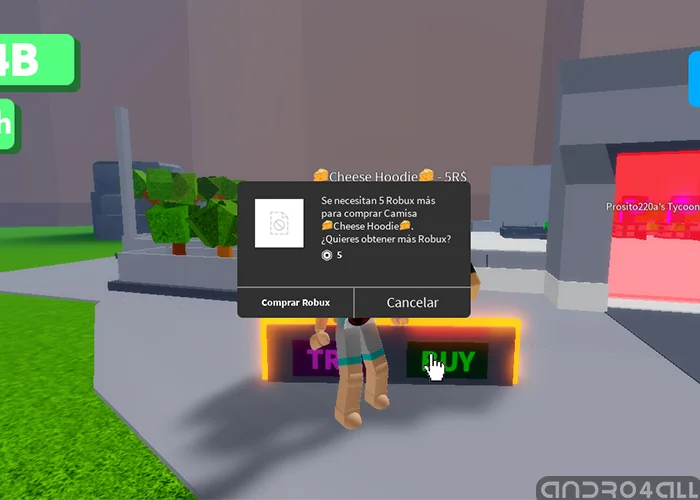 4B
h
🧀Cheese Hoodie🧀 - 5R$
Se necesitan 5 Robux más
para comprar Camisa
🧀Cheese Hoodie🧀.
¿Quieres obtener más Robux?
5
Prosito220a's Tycoon
Comprar Robux
Cancelar
BUY
ANDRO4ALL